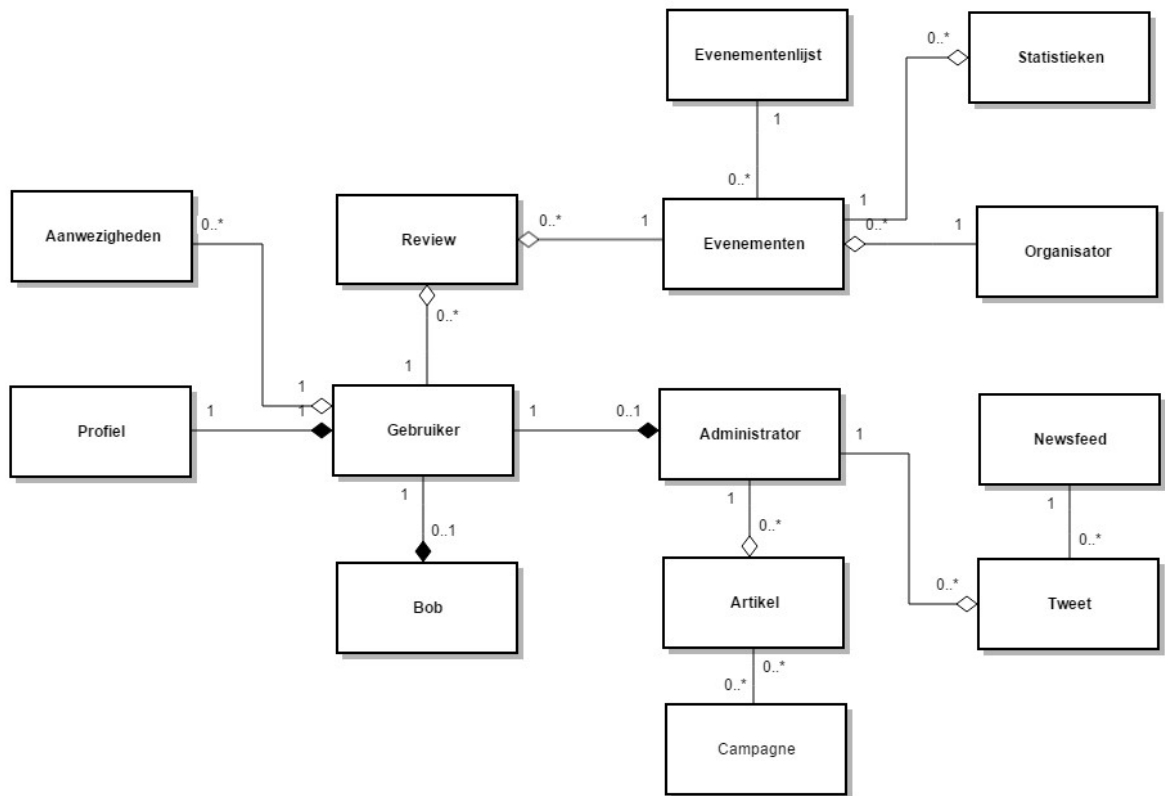 Evenementenlijst
Statistieken
0..*
1
0..*
Aanwezigheden
0..*
Review
0..*
1
Evenementen
1
0..*
1
Organisator
0..*
1
1
1
1
Profiel
Gebruiker
1
0..1
Administrator
1
Newsfeed
1
0..1
1
0..*
1
0..*
Bob
Artikel
0..*
Tweet
0..*
0..*
Campagne